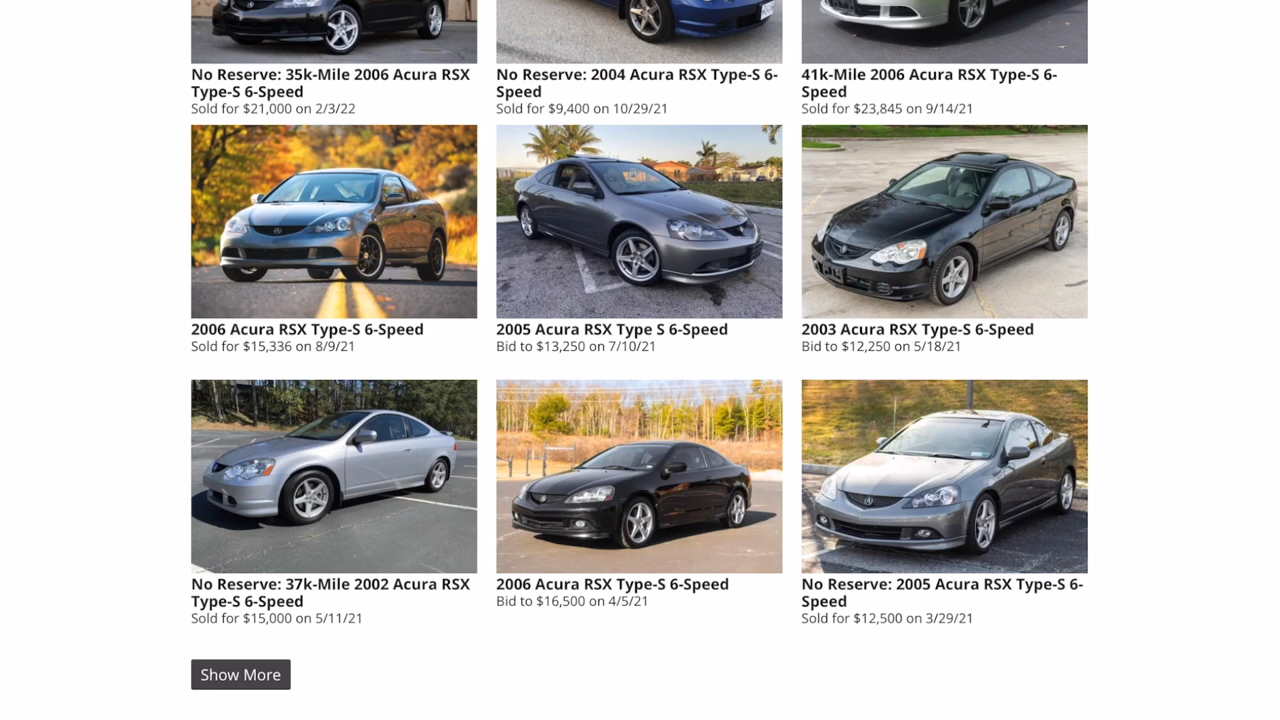 No Reserve: 35k-Mile 2006 Acura RSX
Type-S 6-Speed
Sold for $21,000 on 2/3/22
No Reserve: 2004 Acura RSX Type-S 6-
Speed
Sold for $9,400 on 10/29/21
41k-Mile 2006 Acura RSX Type-S 6-
Speed
Sold for $23,845 on 9/14/21
2006 Acura RSX Type-S 6-Speed
Sold for $15,336 on 8/9/21
2005 Acura RSX Type S 6-Speed
Bid to $13,250 on 7/10/21
2003 Acura RSX Type-S 6-Speed
Bid to $12,250 on 5/18/21
No Reserve: 37k-Mile 2002 Acura RSX
Type-S 6-Speed
Sold for $15,000 on 5/11/21
2006 Acura RSX Type-S 6-Speed
Bid to $16,500 on 4/5/21
No Reserve: 2005 Acura RSX Type-S 6-
Speed
Sold for $12,500 on 3/29/21
Show More